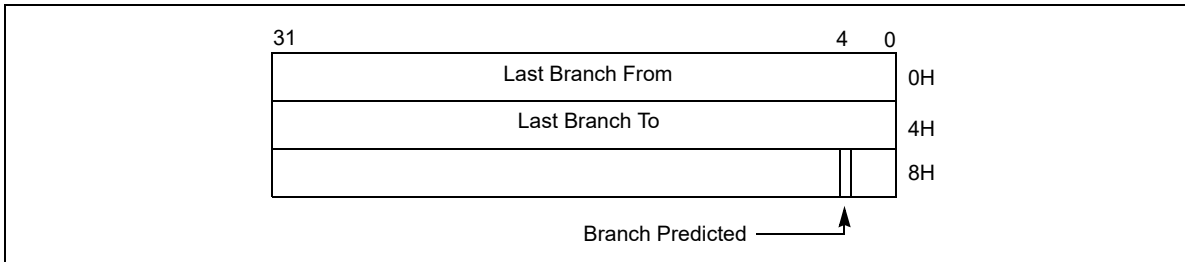 31 4 0
Last Branch From 0H
Last Branch To 4H
8H
Branch Predicted